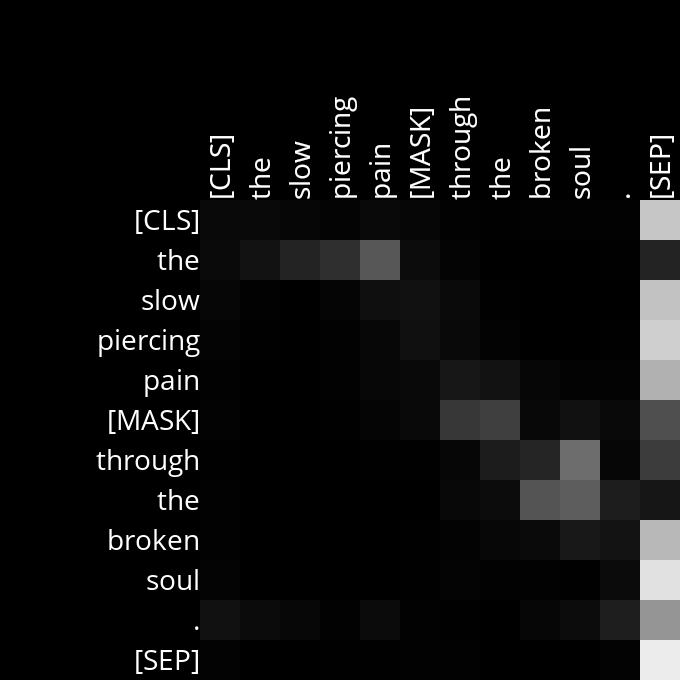 [CLS] the slow piercing pain [MASK] through the broken soul . [SEP]
[CLS]
the
slow
piercing
pain
[MASK]
through
the
broken
soul
.
[SEP]